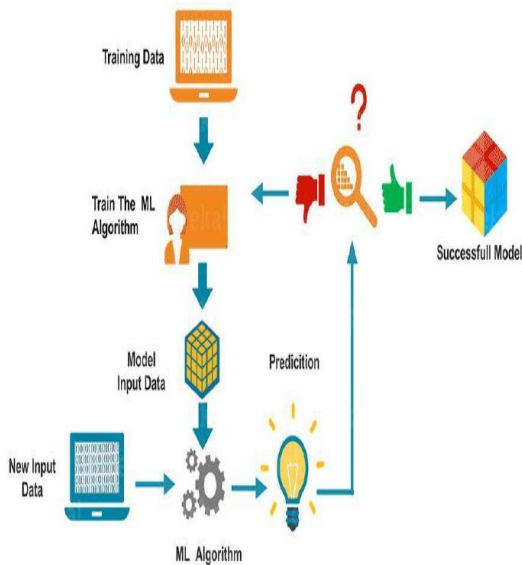 Training Data
?
Train The ML
Algorithm
Successfull Model
Model
Input Data
Predicition
New Input
Data
ML Algorithm